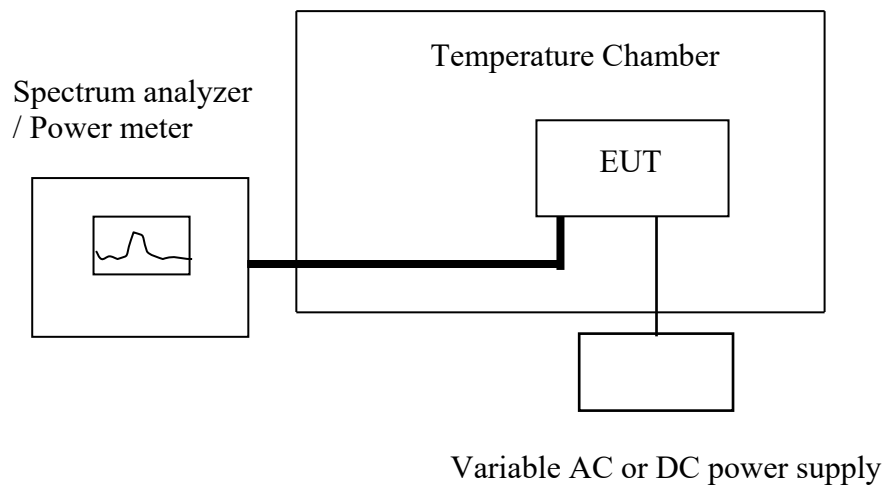 Temperature Chamber
Spectrum analyzer
/ Power meter
EUT
Variable AC or DC power supply